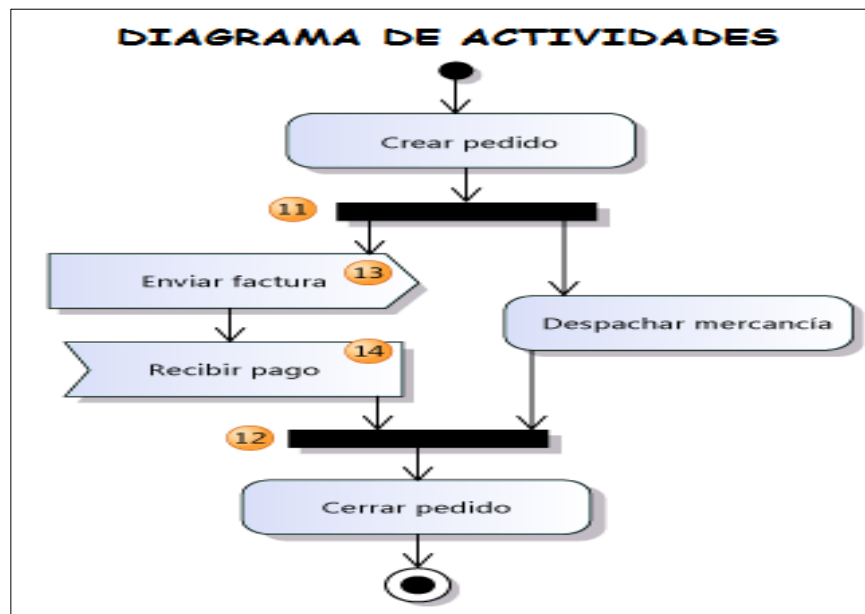 DIAGRAMA DE ACTIVIDADES
Crear pedido
11
13
Enviar factura
Despachar mercancía
14
Recibir pago
12
Cerrar pedido